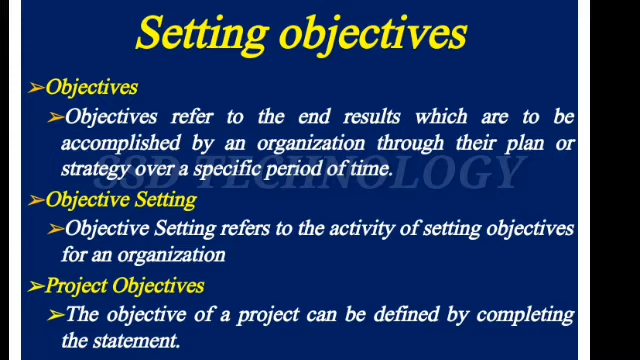 Setting objectives
➢Objectives
➢Objectives refer to the end results which are to be
accomplished by an organization through their plan or
strategy over a specific period of time.
SSD TECHNOLOGY
➢Objective Setting
➢Objective Setting refers to the activity of setting objectives
for an organization
➢Project Objectives
➢The objective of a project can be defined by completing
the statement.